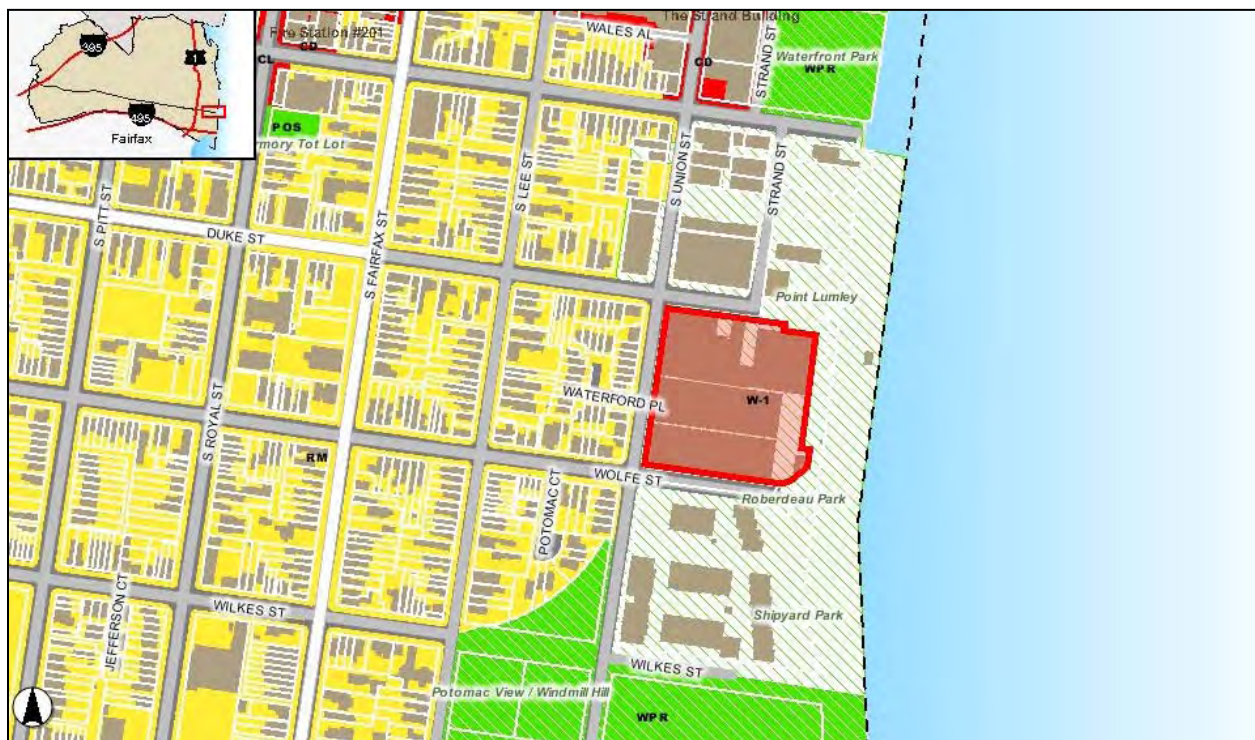 395
495
Fairfax
Fire Station #201
CD
CL
WALES AL
The Strand Building
CD
STRAND ST
Waterfront Park
WPR
POS
mory Tot Lot
S LEE ST
S UNION ST
STRAND ST
S PITT ST
DUKE ST
S FAIRFAX ST
Point Lumley
WATERFORD PL
W-1
S ROYAL ST
RM
WOLFE ST
POTOMAC CT
Roberdeau Park
JEFFERSON CT
WILKES ST
Shipyard Park
WILKES ST
Potomac View / Windmill Hill
WPR